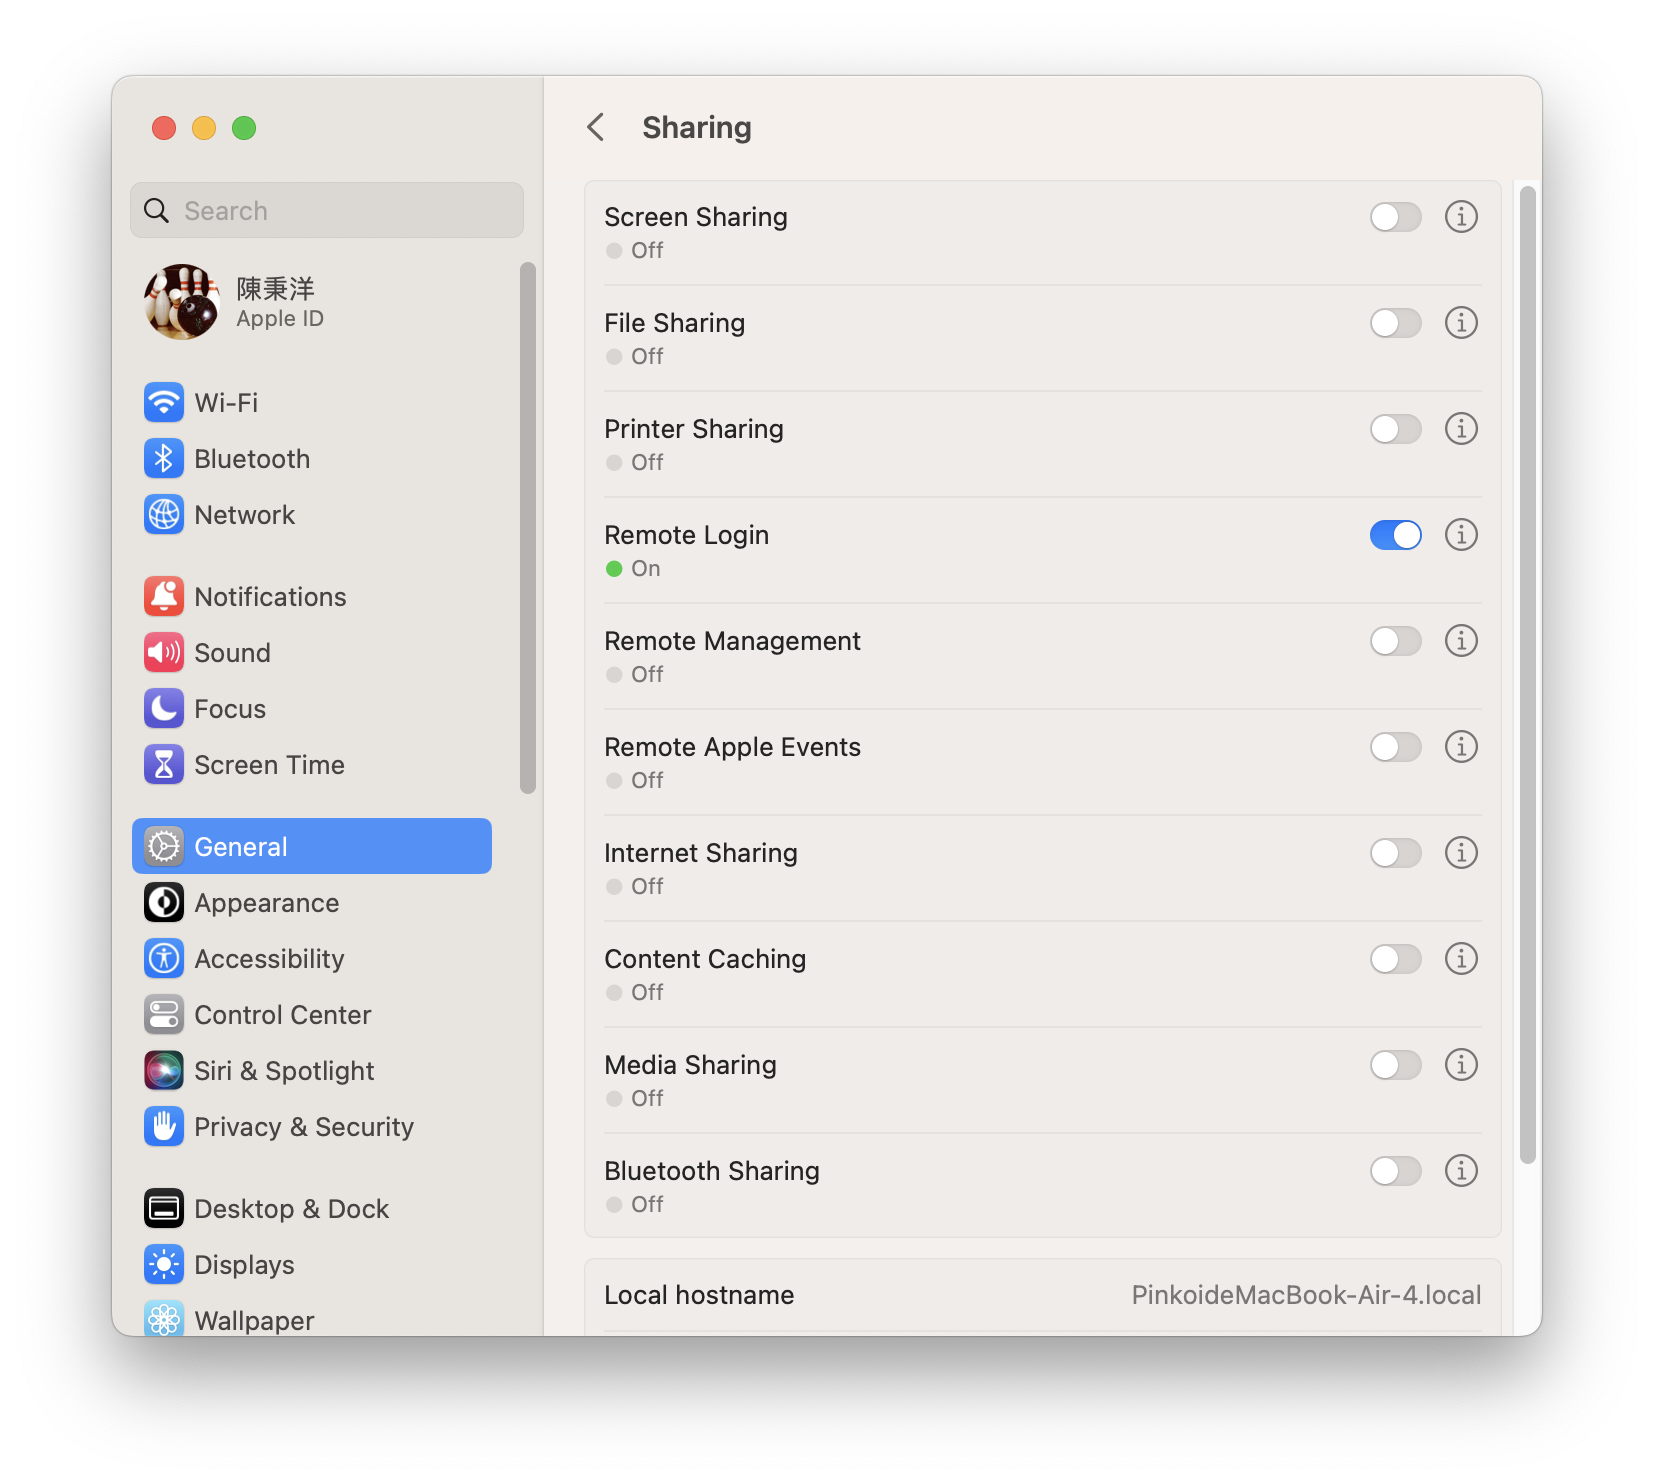 Search
陳秉洋
Apple ID
Wi-Fi
Bluetooth
Network
Notifications
Sound
Focus
Screen Time
General
Appearance
Accessibility
Control Center
Siri & Spotlight
Privacy & Security
Desktop & Dock
Displays
Wallpaper
Sharing
Screen Sharing
Off
File Sharing
Off
Printer Sharing
Off
Remote Login
On
Remote Management
Off
Remote Apple Events
Off
Internet Sharing
Off
Content Caching
Off
Media Sharing
Off
Bluetooth Sharing
Off
Local hostname PinkoideMacBook-Air-4.local